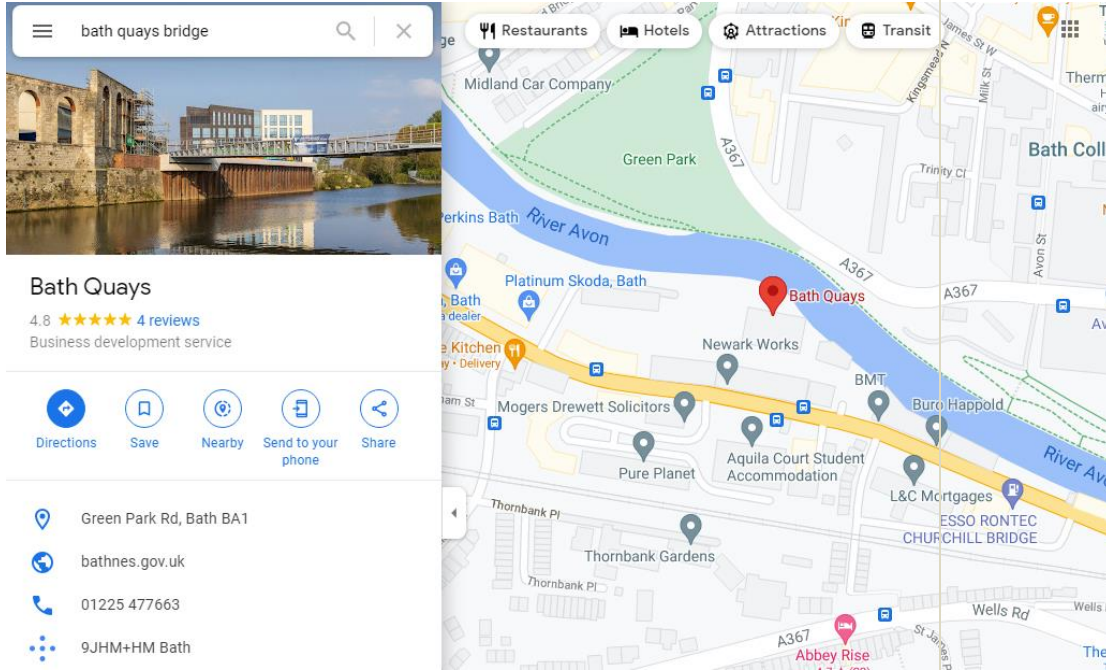 bath quays bridge
Bath Quays
4.8
4 reviews
Business development service
Directions
Save
Nearby
Send to your
phone
Share
Green Park Rd, Bath BA1
bathnes.gov.uk
01225 477663
9JHM+HM Bath
Restaurants
Hotels
Attractions
Transit
James St W
Midland Car Company
Kingsmead N
Milk St
Therm
Green Park
A367
Bath Coll
Trinity Ct
Perkins Bath
River Avon
Avon St
A367
Platinum Skoda, Bath
Bath Quays
A367
, Bath
a dealer
Av
e Kitchen
ay • Delivery
Newark Works
BMT
Mogers Drewett Solicitors
Buro Happold
Aquila Court Student
Accommodation
Pure Planet
River Av
L&C Mortgages
ESSO RONTEC
CHURCHILL BRIDGE
Thornbank Pl
Thornbank Gardens
Thornbank Pl
Wells Rd
Wells
A367
Abbey Rise
The